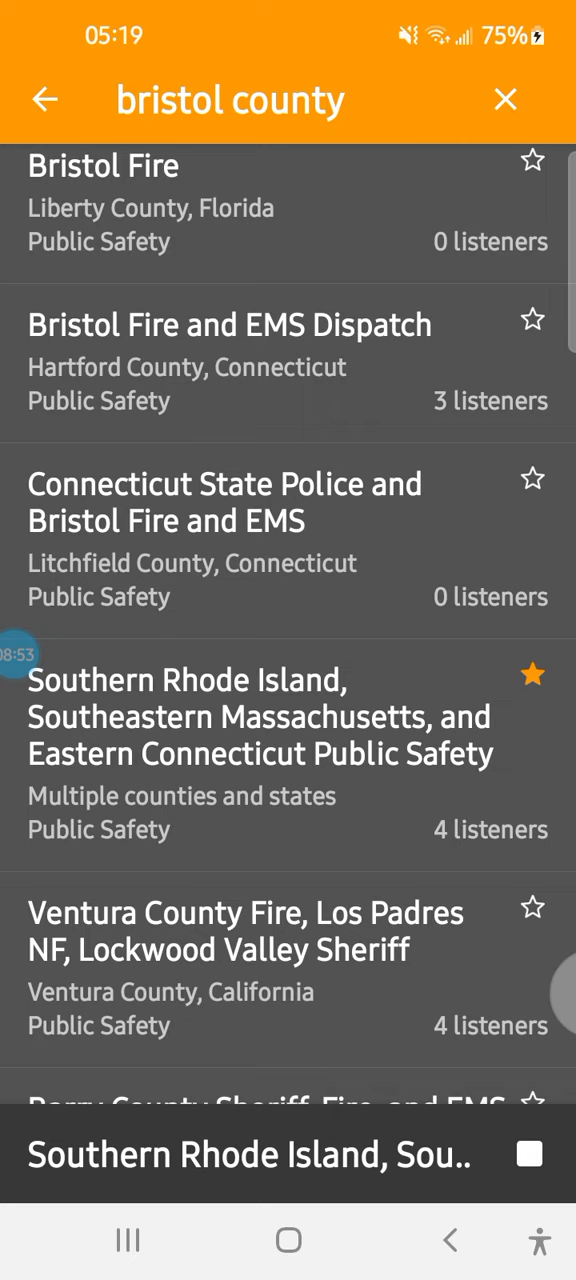 05:19
75%
bristol county
Bristol Fire
Liberty County, Florida
Public Safety
0 listeners
Bristol Fire and EMS Dispatch
Hartford County, Connecticut
Public Safety
3 listeners
Connecticut State Police and
Bristol Fire and EMS
Litchfield County, Connecticut
Public Safety
0 listeners
08:53
Southern Rhode Island,
Southeastern Massachusetts, and
Eastern Connecticut Public Safety
Multiple counties and states
Public Safety
4 listeners
Ventura County Fire, Los Padres
NF, Lockwood Valley Sheriff
Ventura County, California
Public Safety
4 listeners
Barry County Sheriff, Fire, and EMS
Southern Rhode Island, Sou..